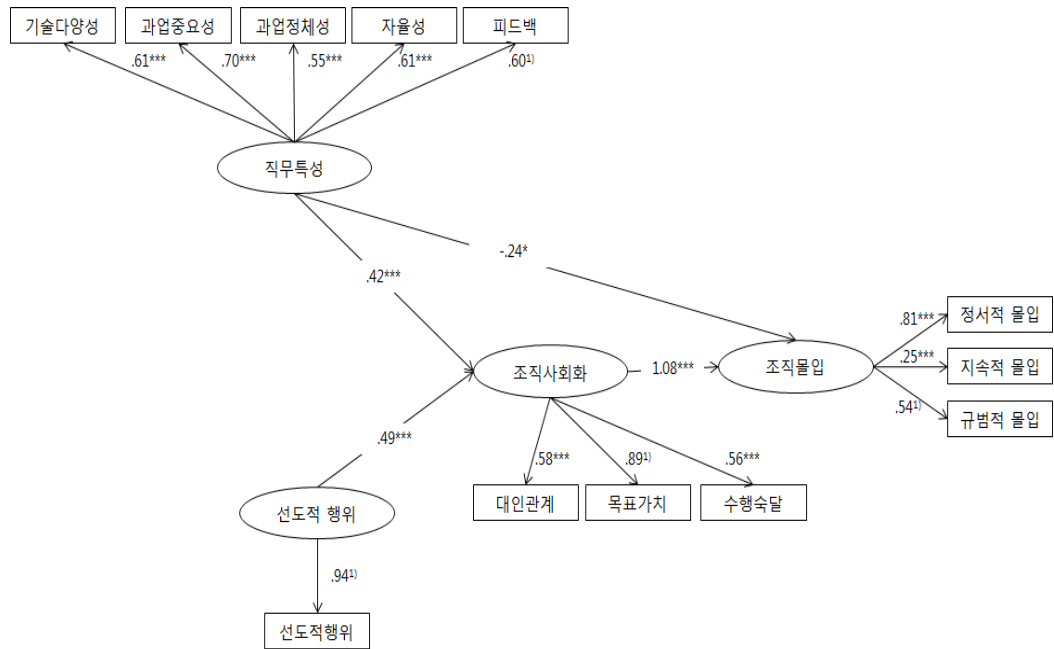 기술다양성
과업중요성
과업정체성
자율성
피드백
.61***
.70***
.55***
.61***
.60¹⁾
직무특성
-.24*
.42***
정서적 몰입
.81***
조직사회화
1.08***
조직몰입
.25***
지속적 몰입
.54¹⁾
규범적 몰입
.49***
.58***
.89¹⁾
.56***
대인관계
목표가치
수행숙달
선도적 행위
.94¹⁾
선도적행위